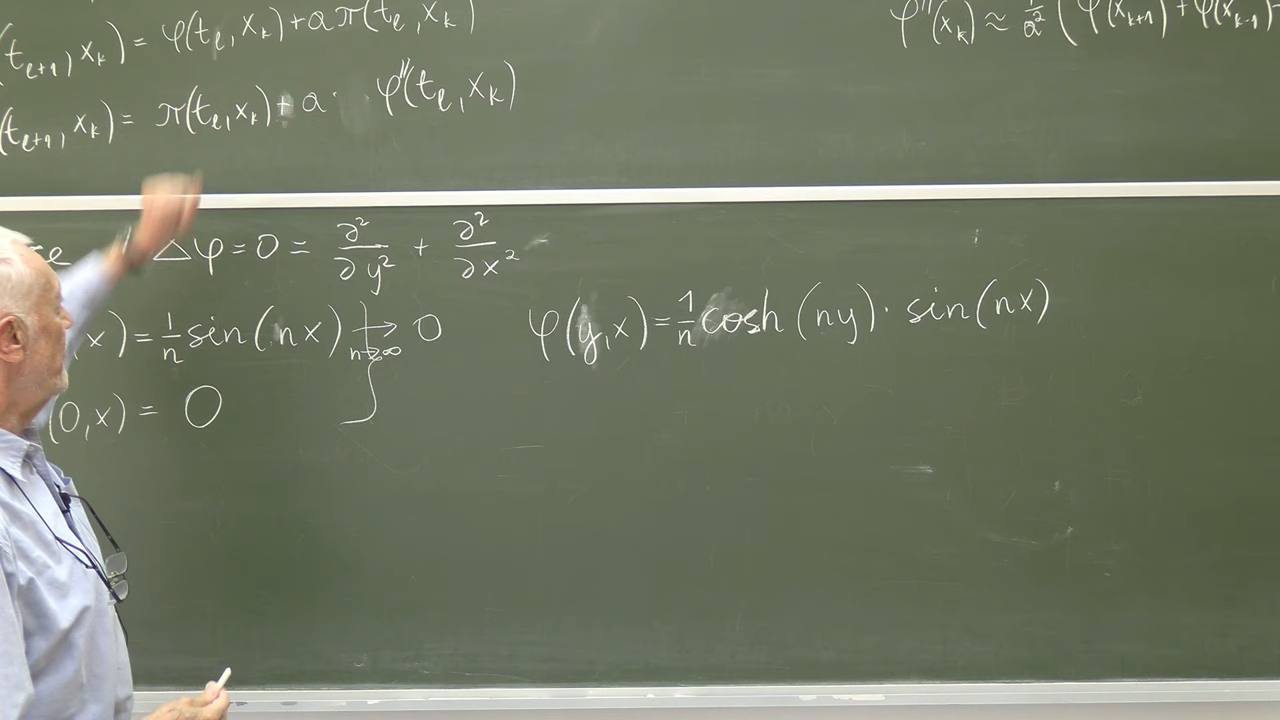 (t_{ℓ+1}, x_k) = φ(t_ℓ, x_k) + a π(t_ℓ, x_k)
φ''(x_k) ≈ 1/a² (φ(x_{k+1}) + φ(x_{k-1}) -
(t_{ℓ+1}, x_k) = π(t_ℓ, x_k) + a · φ''(t_ℓ, x_k)
Δφ = 0 = ∂²/∂y² + ∂²/∂x²
, x) = 1/n sin(nx) → 0
n→∞
φ(y, x) = 1/n cosh(ny) · sin(nx)
(0, x) = 0